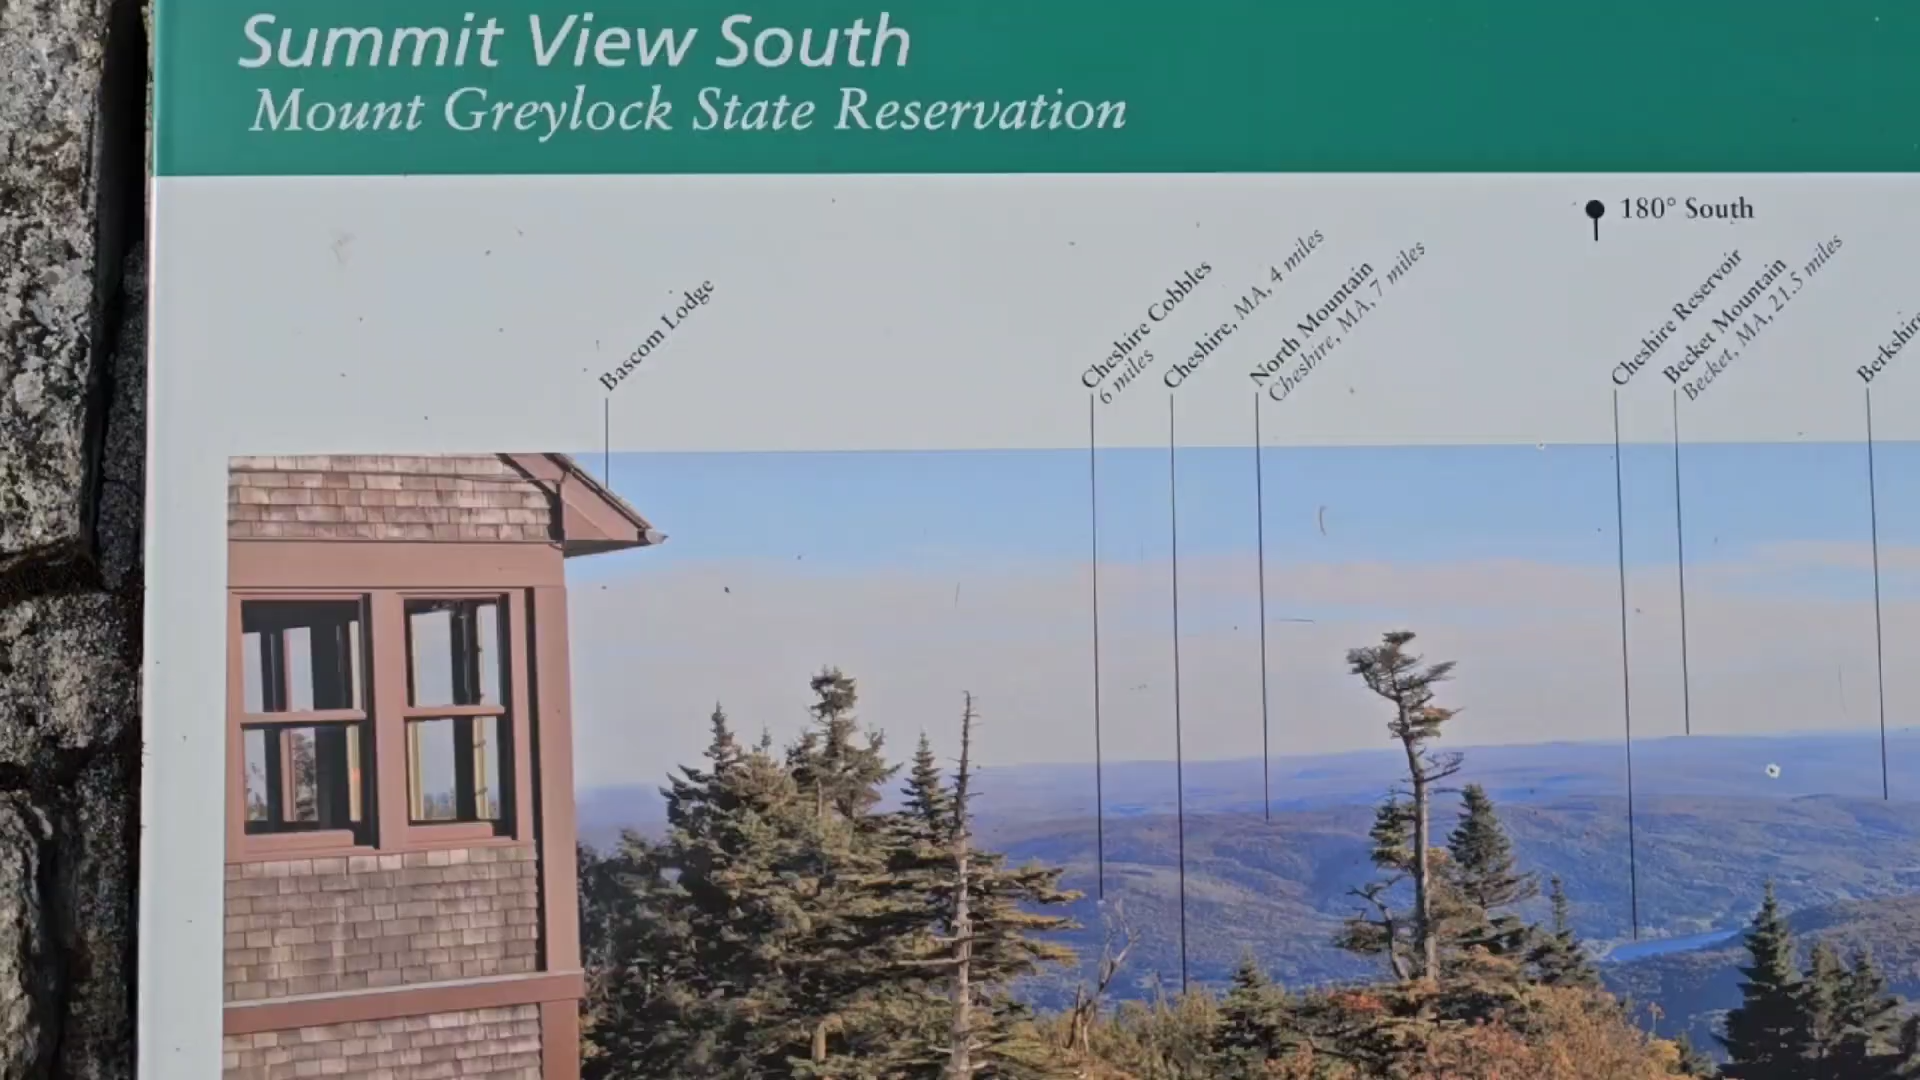 Summit View South
Mount Greylock State Reservation
180° South
Bascom Lodge
Cheshire Cobbles
6 miles
Cheshire, MA, 4 miles
North Mountain
Cheshire, MA, 7 miles
Cheshire Reservoir
Becket Mountain
Becket, MA, 21.5 miles
Berkshire